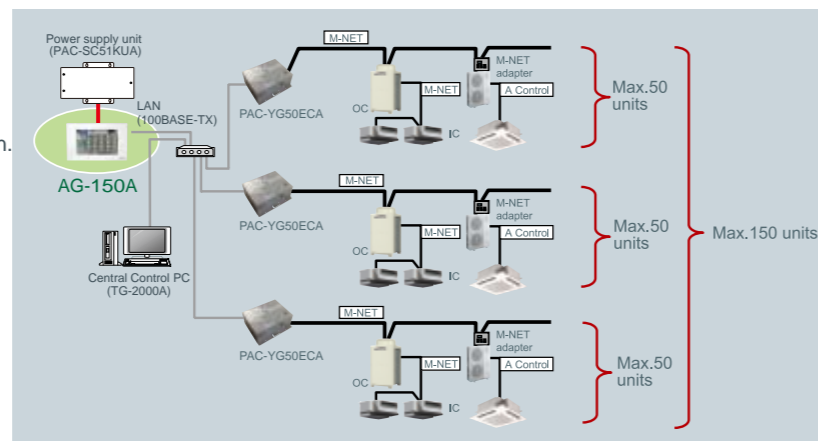 Power supply unit
(PAC-SC51KUA)
LAN
(100BASE-TX)
n.
AG-150A
Central Control PC
(TG-2000A)
M-NET
PAC-YG50ECA
OC
M-NET
IC
M-NET
adapter
A Control
Max.50
units
M-NET
PAC-YG50ECA
OC
M-NET
IC
M-NET
adapter
A Control
Max.50
units
Max.150 units
M-NET
PAC-YG50ECA
OC
M-NET
IC
M-NET
adapter
A Control
Max.50
units